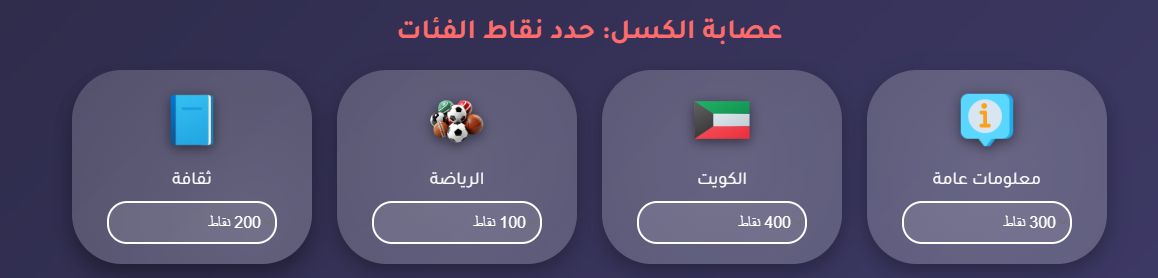 عصابة الكسل: حدد نقاط الفئات
معلومات عامة
300 نقاط
الكويت
400 نقاط
الرياضة
100 نقاط
ثقافة
200 نقاط